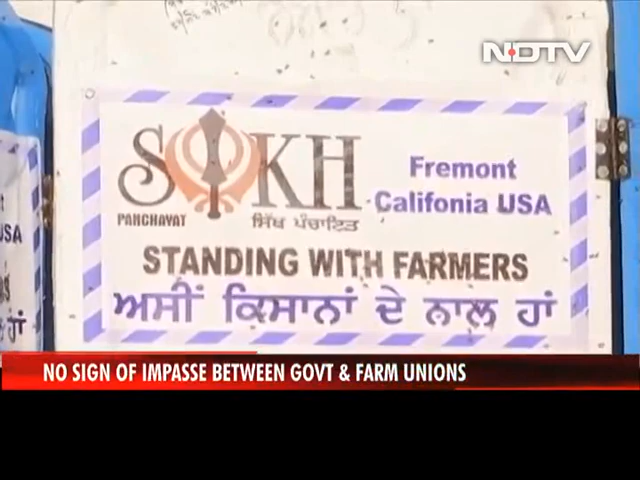 NDTV
SIKH
PANCHAYAT
ਸਿੱਖ ਪੰਚਾਇਤ
Fremont
Califonia USA
STANDING WITH FARMERS
ਅਸੀਂ ਕਿਸਾਨਾਂ ਦੇ ਨਾਲ ਹਾਂ
USA
ਹਾਂ
NO SIGN OF IMPASSE BETWEEN GOVT & FARM UNIONS